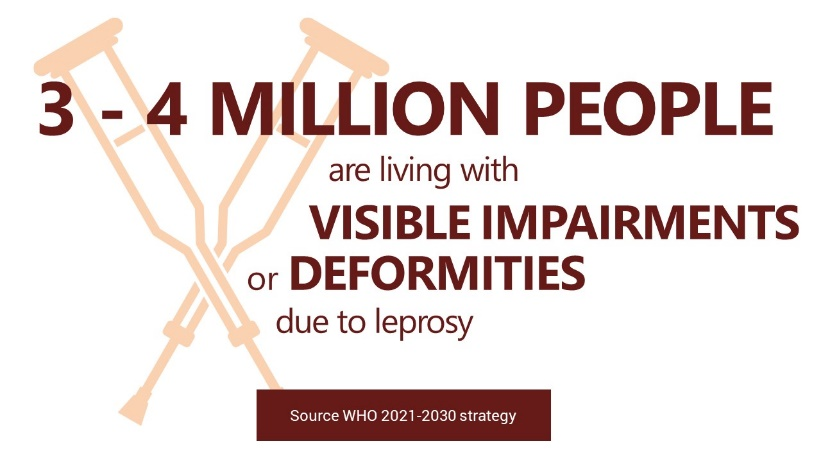 3 - 4 MILLION PEOPLE
are living with
VISIBLE IMPAIRMENTS
or DEFORMITIES
due to leprosy
Source WHO 2021-2030 strategy